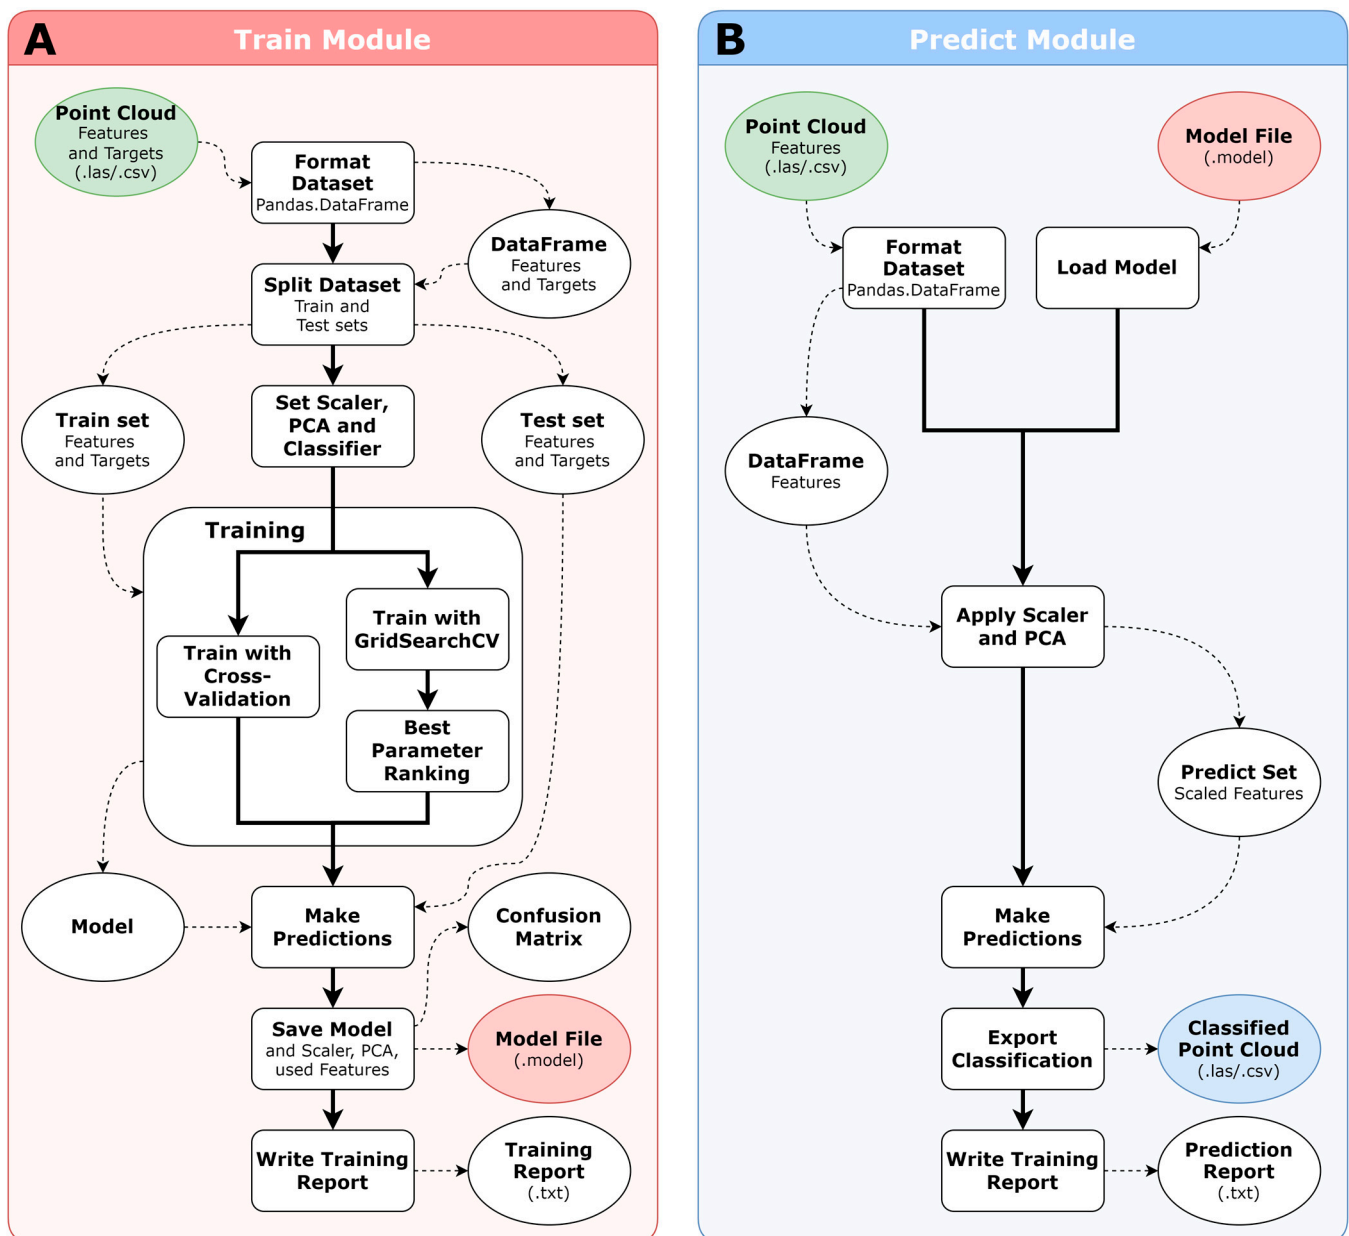 A
Train Module
Point Cloud
Features
and Targets
(.las/.csv)
Format
Dataset
Pandas.DataFrame
DataFrame
Features
and Targets
Split Dataset
Train and
Test sets
Train set
Features
and Targets
Set Scaler,
PCA and
Classifier
Test set
Features
and Targets
Training
Train with
GridSearchCV
Train with
Cross-
Validation
Best
Parameter
Ranking
Model
Make
Predictions
Confusion
Matrix
Save Model
and Scaler, PCA,
used Features
Model File
(.model)
Write Training
Report
Training
Report
(.txt)
B
Predict Module
Point Cloud
Features
(.las/.csv)
Model File
(.model)
Format
Dataset
Pandas.DataFrame
Load Model
DataFrame
Features
Apply Scaler
and PCA
Predict Set
Scaled Features
Make
Predictions
Export
Classification
Classified
Point Cloud
(.las/.csv)
Write Training
Report
Prediction
Report
(.txt)